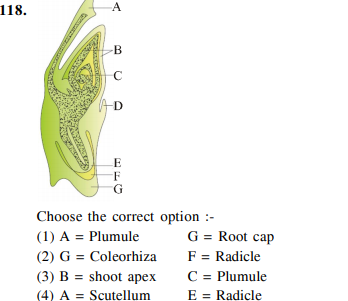 118.
A
B
C
D
E
F
G
Choose the correct option :-
(1) A = Plumule G = Root cap
(2) G = Coleorhiza F = Radicle
(3) B = shoot apex C = Plumule
(4) A = Scutellum E = Radicle